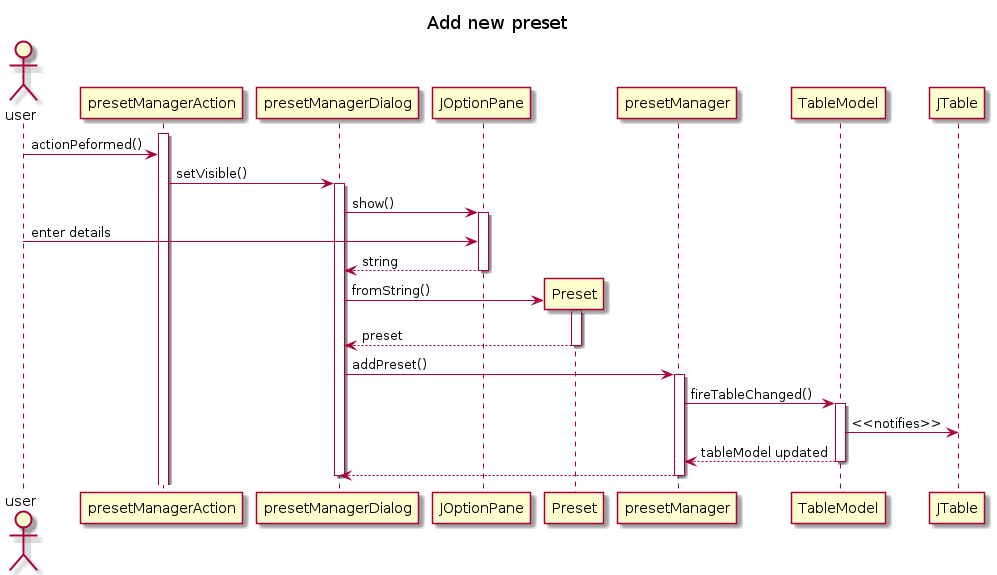 Add new preset
user
presetManagerAction
presetManagerDialog
JOptionPane
presetManager
TableModel
JTable
actionPeformed()
setVisible()
show()
enter details
string
fromString()
Preset
preset
addPreset()
fireTableChanged()
<<notifies>>
tableModel updated
user
presetManagerAction
presetManagerDialog
JOptionPane
Preset
presetManager
TableModel
JTable